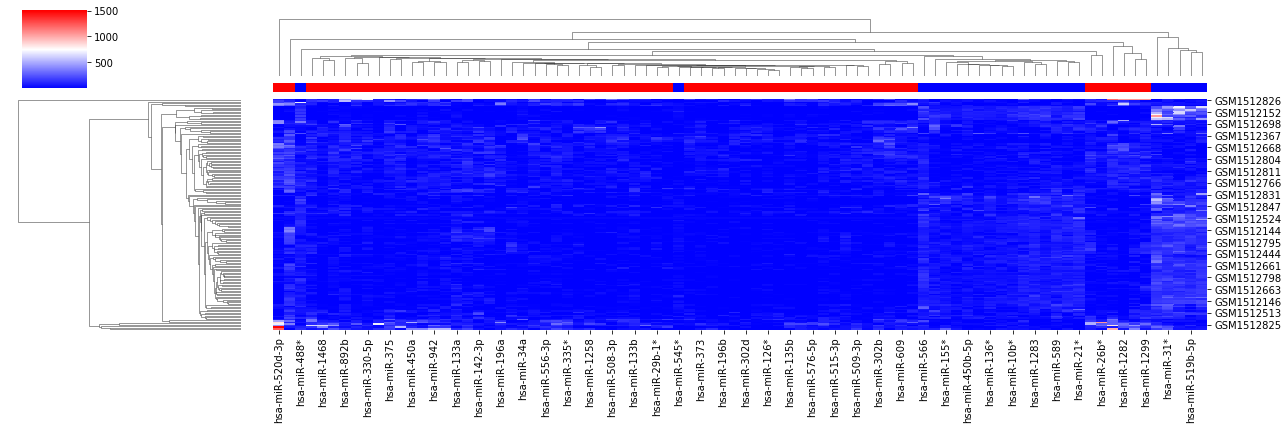 1500
1000
500
GSM1512826
GSM1512152
GSM1512698
GSM1512367
GSM1512668
GSM1512804
GSM1512811
GSM1512766
GSM1512831
GSM1512847
GSM1512524
GSM1512144
GSM1512795
GSM1512444
GSM1512661
GSM1512798
GSM1512663
GSM1512146
GSM1512513
GSM1512825
hsa-miR-520d-3p
hsa-miR-488*
hsa-miR-1468
hsa-miR-892b
hsa-miR-330-5p
hsa-miR-375
hsa-miR-450a
hsa-miR-942
hsa-miR-133a
hsa-miR-142-3p
hsa-miR-196a
hsa-miR-34a
hsa-miR-556-3p
hsa-miR-335*
hsa-miR-1258
hsa-miR-508-3p
hsa-miR-133b
hsa-miR-29b-1*
hsa-miR-545*
hsa-miR-373
hsa-miR-196b
hsa-miR-302d
hsa-miR-126*
hsa-miR-135b
hsa-miR-576-5p
hsa-miR-515-3p
hsa-miR-509-3p
hsa-miR-302b
hsa-miR-609
hsa-miR-566
hsa-miR-155*
hsa-miR-450b-5p
hsa-miR-136*
hsa-miR-10b*
hsa-miR-1283
hsa-miR-589
hsa-miR-21*
hsa-miR-26b*
hsa-miR-1282
hsa-miR-1299
hsa-miR-31*
hsa-miR-519b-5p